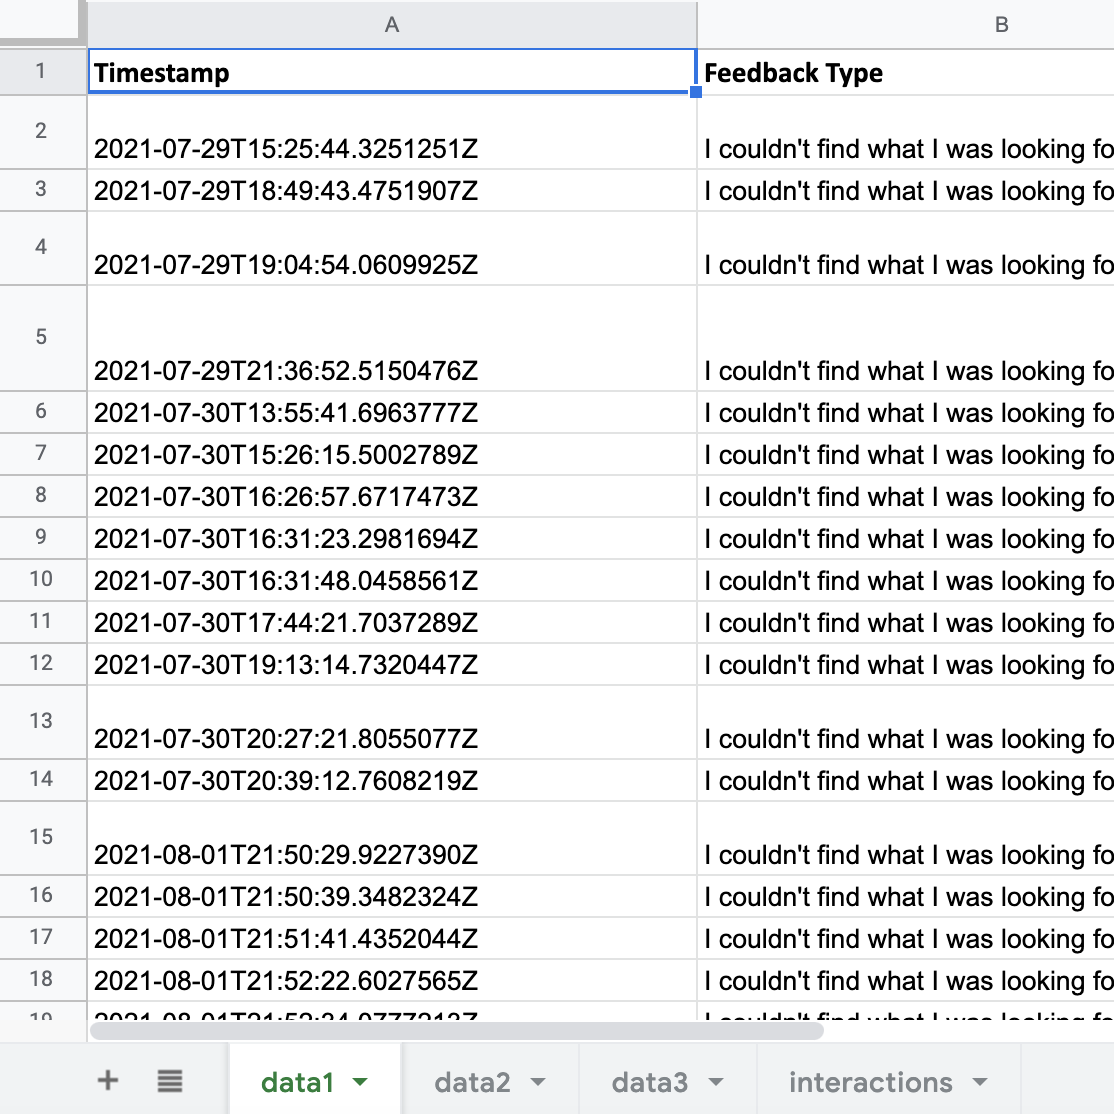 A B
1 Timestamp Feedback Type
2 2021-07-29T15:25:44.3251251Z I couldn't find what I was looking fo
3 2021-07-29T18:49:43.4751907Z I couldn't find what I was looking fo
4 2021-07-29T19:04:54.0609925Z I couldn't find what I was looking fo
5 2021-07-29T21:36:52.5150476Z I couldn't find what I was looking fo
6 2021-07-30T13:55:41.6963777Z I couldn't find what I was looking fo
7 2021-07-30T15:26:15.5002789Z I couldn't find what I was looking fo
8 2021-07-30T16:26:57.6717473Z I couldn't find what I was looking fo
9 2021-07-30T16:31:23.2981694Z I couldn't find what I was looking fo
10 2021-07-30T16:31:48.0458561Z I couldn't find what I was looking fo
11 2021-07-30T17:44:21.7037289Z I couldn't find what I was looking fo
12 2021-07-30T19:13:14.7320447Z I couldn't find what I was looking fo
13 2021-07-30T20:27:21.8055077Z I couldn't find what I was looking fo
14 2021-07-30T20:39:12.7608219Z I couldn't find what I was looking fo
15 2021-08-01T21:50:29.9227390Z I couldn't find what I was looking fo
16 2021-08-01T21:50:39.3482324Z I couldn't find what I was looking fo
17 2021-08-01T21:51:41.4352044Z I couldn't find what I was looking fo
18 2021-08-01T21:52:22.6027565Z I couldn't find what I was looking fo
19 I couldn't find what I was looking fo
data1 data2 data3 interactions